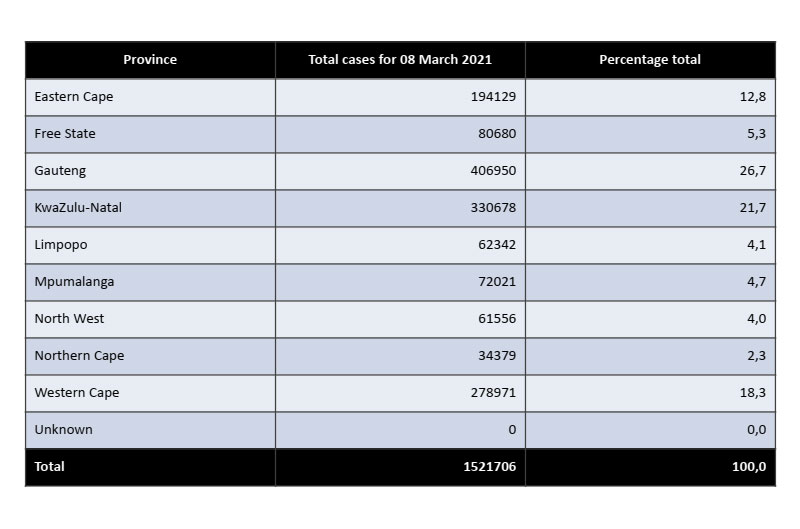 Province Total cases for 08 March 2021 Percentage total
Eastern Cape 194129 12,8
Free State 80680 5,3
Gauteng 406950 26,7
KwaZulu-Natal 330678 21,7
Limpopo 62342 4,1
Mpumalanga 72021 4,7
North West 61556 4,0
Northern Cape 34379 2,3
Western Cape 278971 18,3
Unknown 0 0,0
Total 1521706 100,0